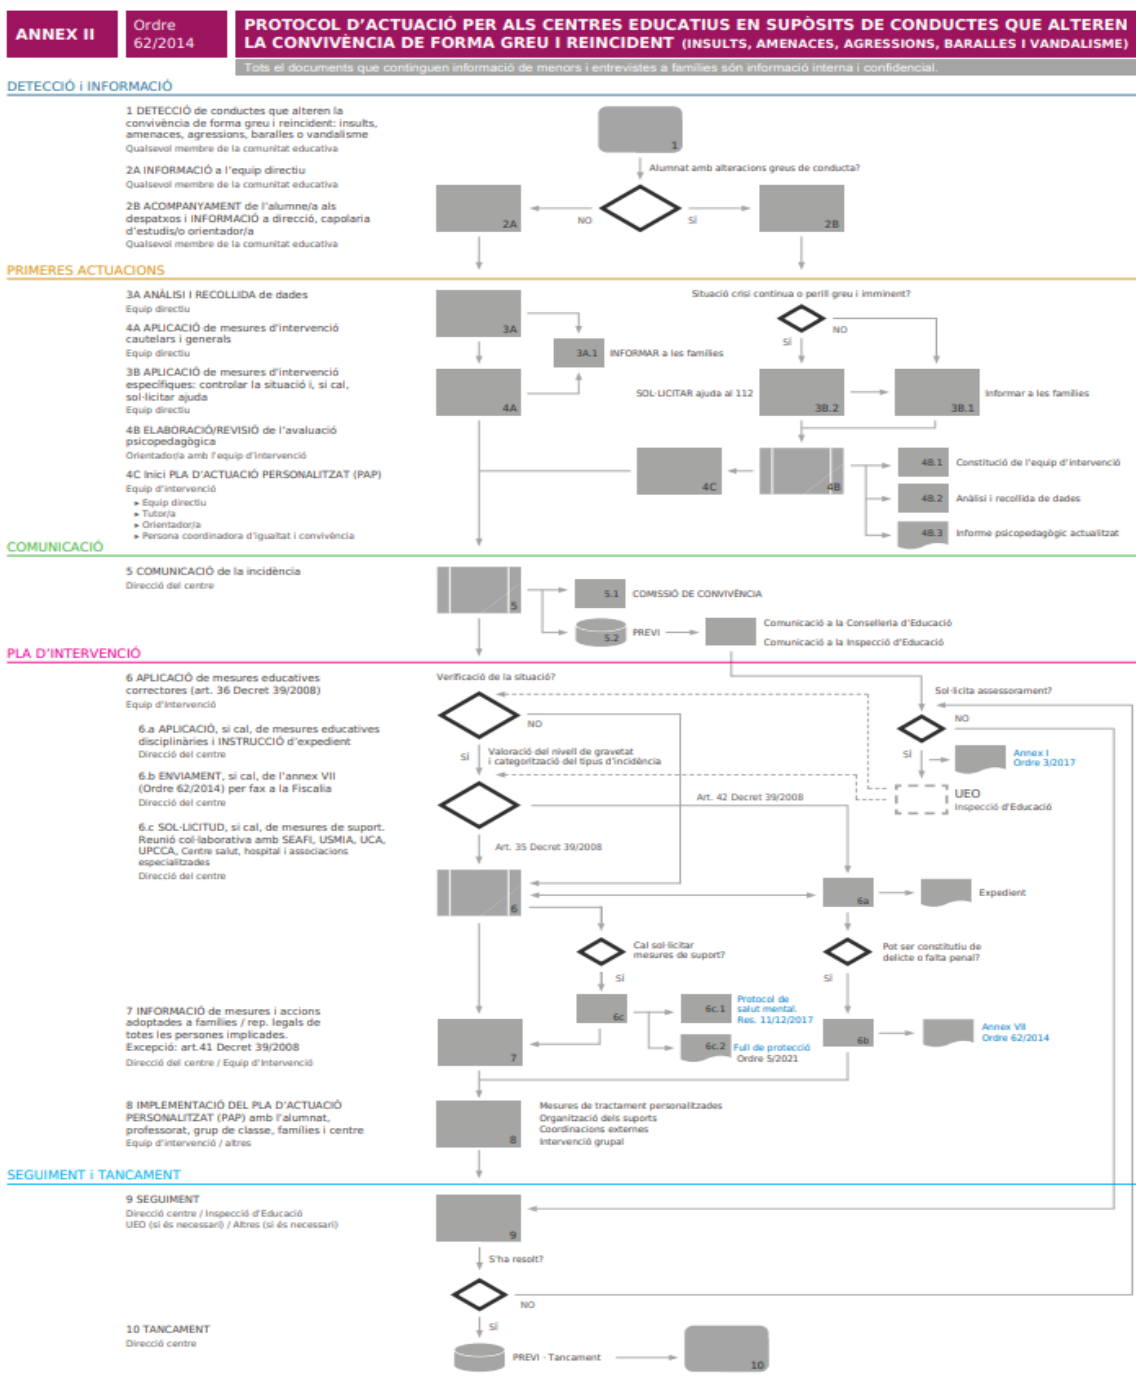 ANNEX II
Ordre
62/2014
PROTOCOL D'ACTUACIÓ PER ALS CENTRES EDUCATIUS EN SUPÒSITS DE CONDUCTES QUE ALTEREN
LA CONVIVÈNCIA DE FORMA GREU I REINCIDENT (INSULTS, AMENACES, AGRESSIONS, BARALLES I VANDALISME)
Tots el documents que continguen informació de menors i entrevistes a famílies són informació interna i confidencial.
DETECCIÓ i INFORMACIÓ
1 DETECCIÓ de conductes que alteren la
convivència de forma greu i reincident: insults,
amenaces, agressions, baralles o vandalisme
Qualsevol membre de la comunitat educativa
2A INFORMACIÓ a l'equip directiu
Qualsevol membre de la comunitat educativa
2B ACOMPANYAMENT de l'alumne/a als
despatxos i INFORMACIÓ a direcció, capolaria
d'estudis/o orientador/a
Qualsevol membre de la comunitat educativa
1
Alumnat amb alteracions greus de conducta?
NO
SÍ
2A
2B
PRIMERES ACTUACIONS
3A ANÀLISI I RECOLLIDA de dades
Equip directiu
4A APLICACIÓ de mesures d'intervenció
cautelars i generals
Equip directiu
3B APLICACIÓ de mesures d'intervenció
específiques: controlar la situació i, si cal,
sol·licitar ajuda
Equip directiu
4B ELABORACIÓ/REVISIÓ de l'avaluació
psicopedagògica
Orientador/a amb l'equip d'intervenció
4C Inici PLA D'ACTUACIÓ PERSONALITZAT (PAP)
Equip d'intervenció
▸ Equip directiu
▸ Tutor/a
▸ Orientador/a
▸ Persona coordinadora d'igualtat i convivència
Situació crisi continua o perill greu i imminent?
NO
SÍ
3A
3A.1
INFORMAR a les famílies
4A
SOL·LICITAR ajuda al 112
3B.2
3B.1
Informar a les famílies
4C
4B
4B.1
Constitució de l'equip d'intervenció
4B.2
Anàlisi i recollida de dades
4B.3
Informe psicopedagògic actualitzat
COMUNICACIÓ
5 COMUNICACIÓ de la incidència
Direcció del centre
5
5.1
COMISSIÓ DE CONVIVÈNCIA
5.2
PREVI
Comunicació a la Conselleria d'Educació
Comunicació a la Inspecció d'Educació
PLA D'INTERVENCIÓ
6 APLICACIÓ de mesures educatives
correctores (art. 36 Decret 39/2008)
Equip d'Intervenció
6.a APLICACIÓ, si cal, de mesures educatives
disciplinàries i INSTRUCCIÓ d'expedient
Direcció del centre
6.b ENVIAMENT, si cal, de l'annex VII
(Ordre 62/2014) per fax a la Fiscalia
Direcció del centre
6.c SOL·LICITUD, si cal, de mesures de suport.
Reunió col·laborativa amb SEAFI, USMIA, UCA,
UPCCA, Centre salut, hospital i associacions
especialitzades
Direcció del centre
Verificació de la situació?
NO
SÍ
Valoració del nivell de gravetat
i categorització del tipus d'incidència
Art. 42 Decret 39/2008
Art. 35 Decret 39/2008
Sol·licita assessorament?
NO
SÍ
Annex I
Ordre 3/2017
UEO
Inspecció d'Educació
6
6a
Expedient
Cal sol·licitar
mesures de suport?
SÍ
Pot ser constitutiu de
delicte o falta penal?
SÍ
6c
6c.1
Protocol de
salut mental.
Res. 11/12/2017
6c.2
Full de protecció
Ordre 5/2021
6b
Annex VII
Ordre 62/2014
7 INFORMACIÓ de mesures i accions
adoptades a famílies / rep. legals de
totes les persones implicades.
Excepció: art.41 Decret 39/2008
Direcció del centre / Equip d'Intervenció
7
8 IMPLEMENTACIÓ DEL PLA D'ACTUACIÓ
PERSONALITZAT (PAP) amb l'alumnat,
professorat, grup de classe, famílies i centre
Equip d'intervenció / altres
8
Mesures de tractament personalitzades
Organització dels suports
Coordinacions externes
Intervenció grupal
SEGUIMENT i TANCAMENT
9 SEGUIMENT
Direcció centre / Inspecció d'Educació
UEO (si és necessari) / Altres (si és necessari)
9
S'ha resolt?
NO
SÍ
10 TANCAMENT
Direcció centre
PREVI · Tancament
10